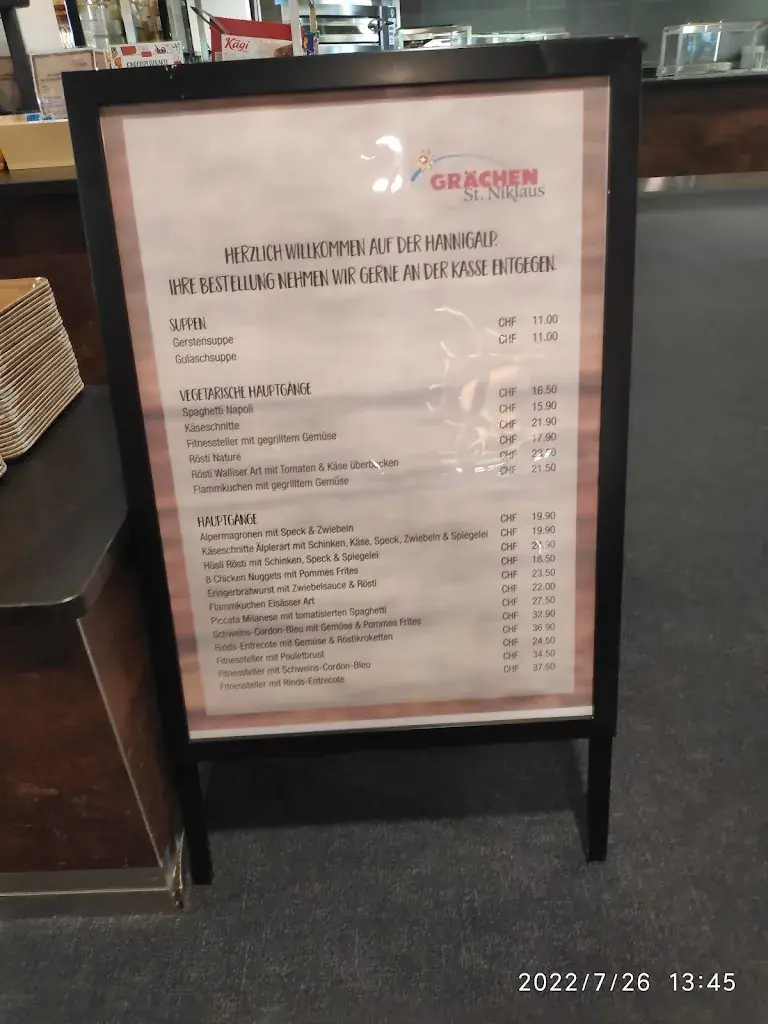 Kägi
GRÄCHEN
St. Niklaus
HERZLICH WILLKOMMEN AUF DER HANNIGALP.
IHRE BESTELLUNG NEHMEN WIR GERNE AN DER KASSE ENTGEGEN.
SUPPEN
Gerstensuppe CHF 11.00
Gulaschsuppe CHF 11.00
VEGETARISCHE HAUPTGÄNGE
Spaghetti Napoli CHF 16.50
Käseschnitte CHF 15.90
Fitnessteller mit gegrilltem Gemüse CHF 21.90
Rösti Nature CHF 17.90
Rösti Walliser Art mit Tomaten & Käse überbacken CHF
Flammkuchen mit gegrilltem Gemüse CHF 21.50
HAUPTGÄNGE
Älpermagronen mit Speck & Zwiebeln CHF 19.90
Käseschnitte Älplerart mit Schinken, Käse, Speck, Zwiebeln & Spiegelei CHF 19.90
Hüsli Rösti mit Schinken, Speck & Spiegelei CHF
8 Chicken Nuggets mit Pommes Frites CHF 18.50
Eringerbratwurst mit Zwiebelsauce & Rösti CHF 23.50
Flammkuchen Elsässer Art CHF 22.00
Piccata Milanese mit tomatisierten Spaghetti CHF 27.50
Schweins-Cordon-Bleu mit Gemüse & Pommes Frites CHF 32.90
Rinds-Entrecote mit Gemüse & Röstikroketten CHF 36.90
Fitnessteller mit Pouletbrust CHF 24.50
Fitnessteller mit Schweins-Cordon-Bleu CHF 34.50
Fitnessteller mit Rinds-Entrecote CHF 37.50
2022/7/26 13:45